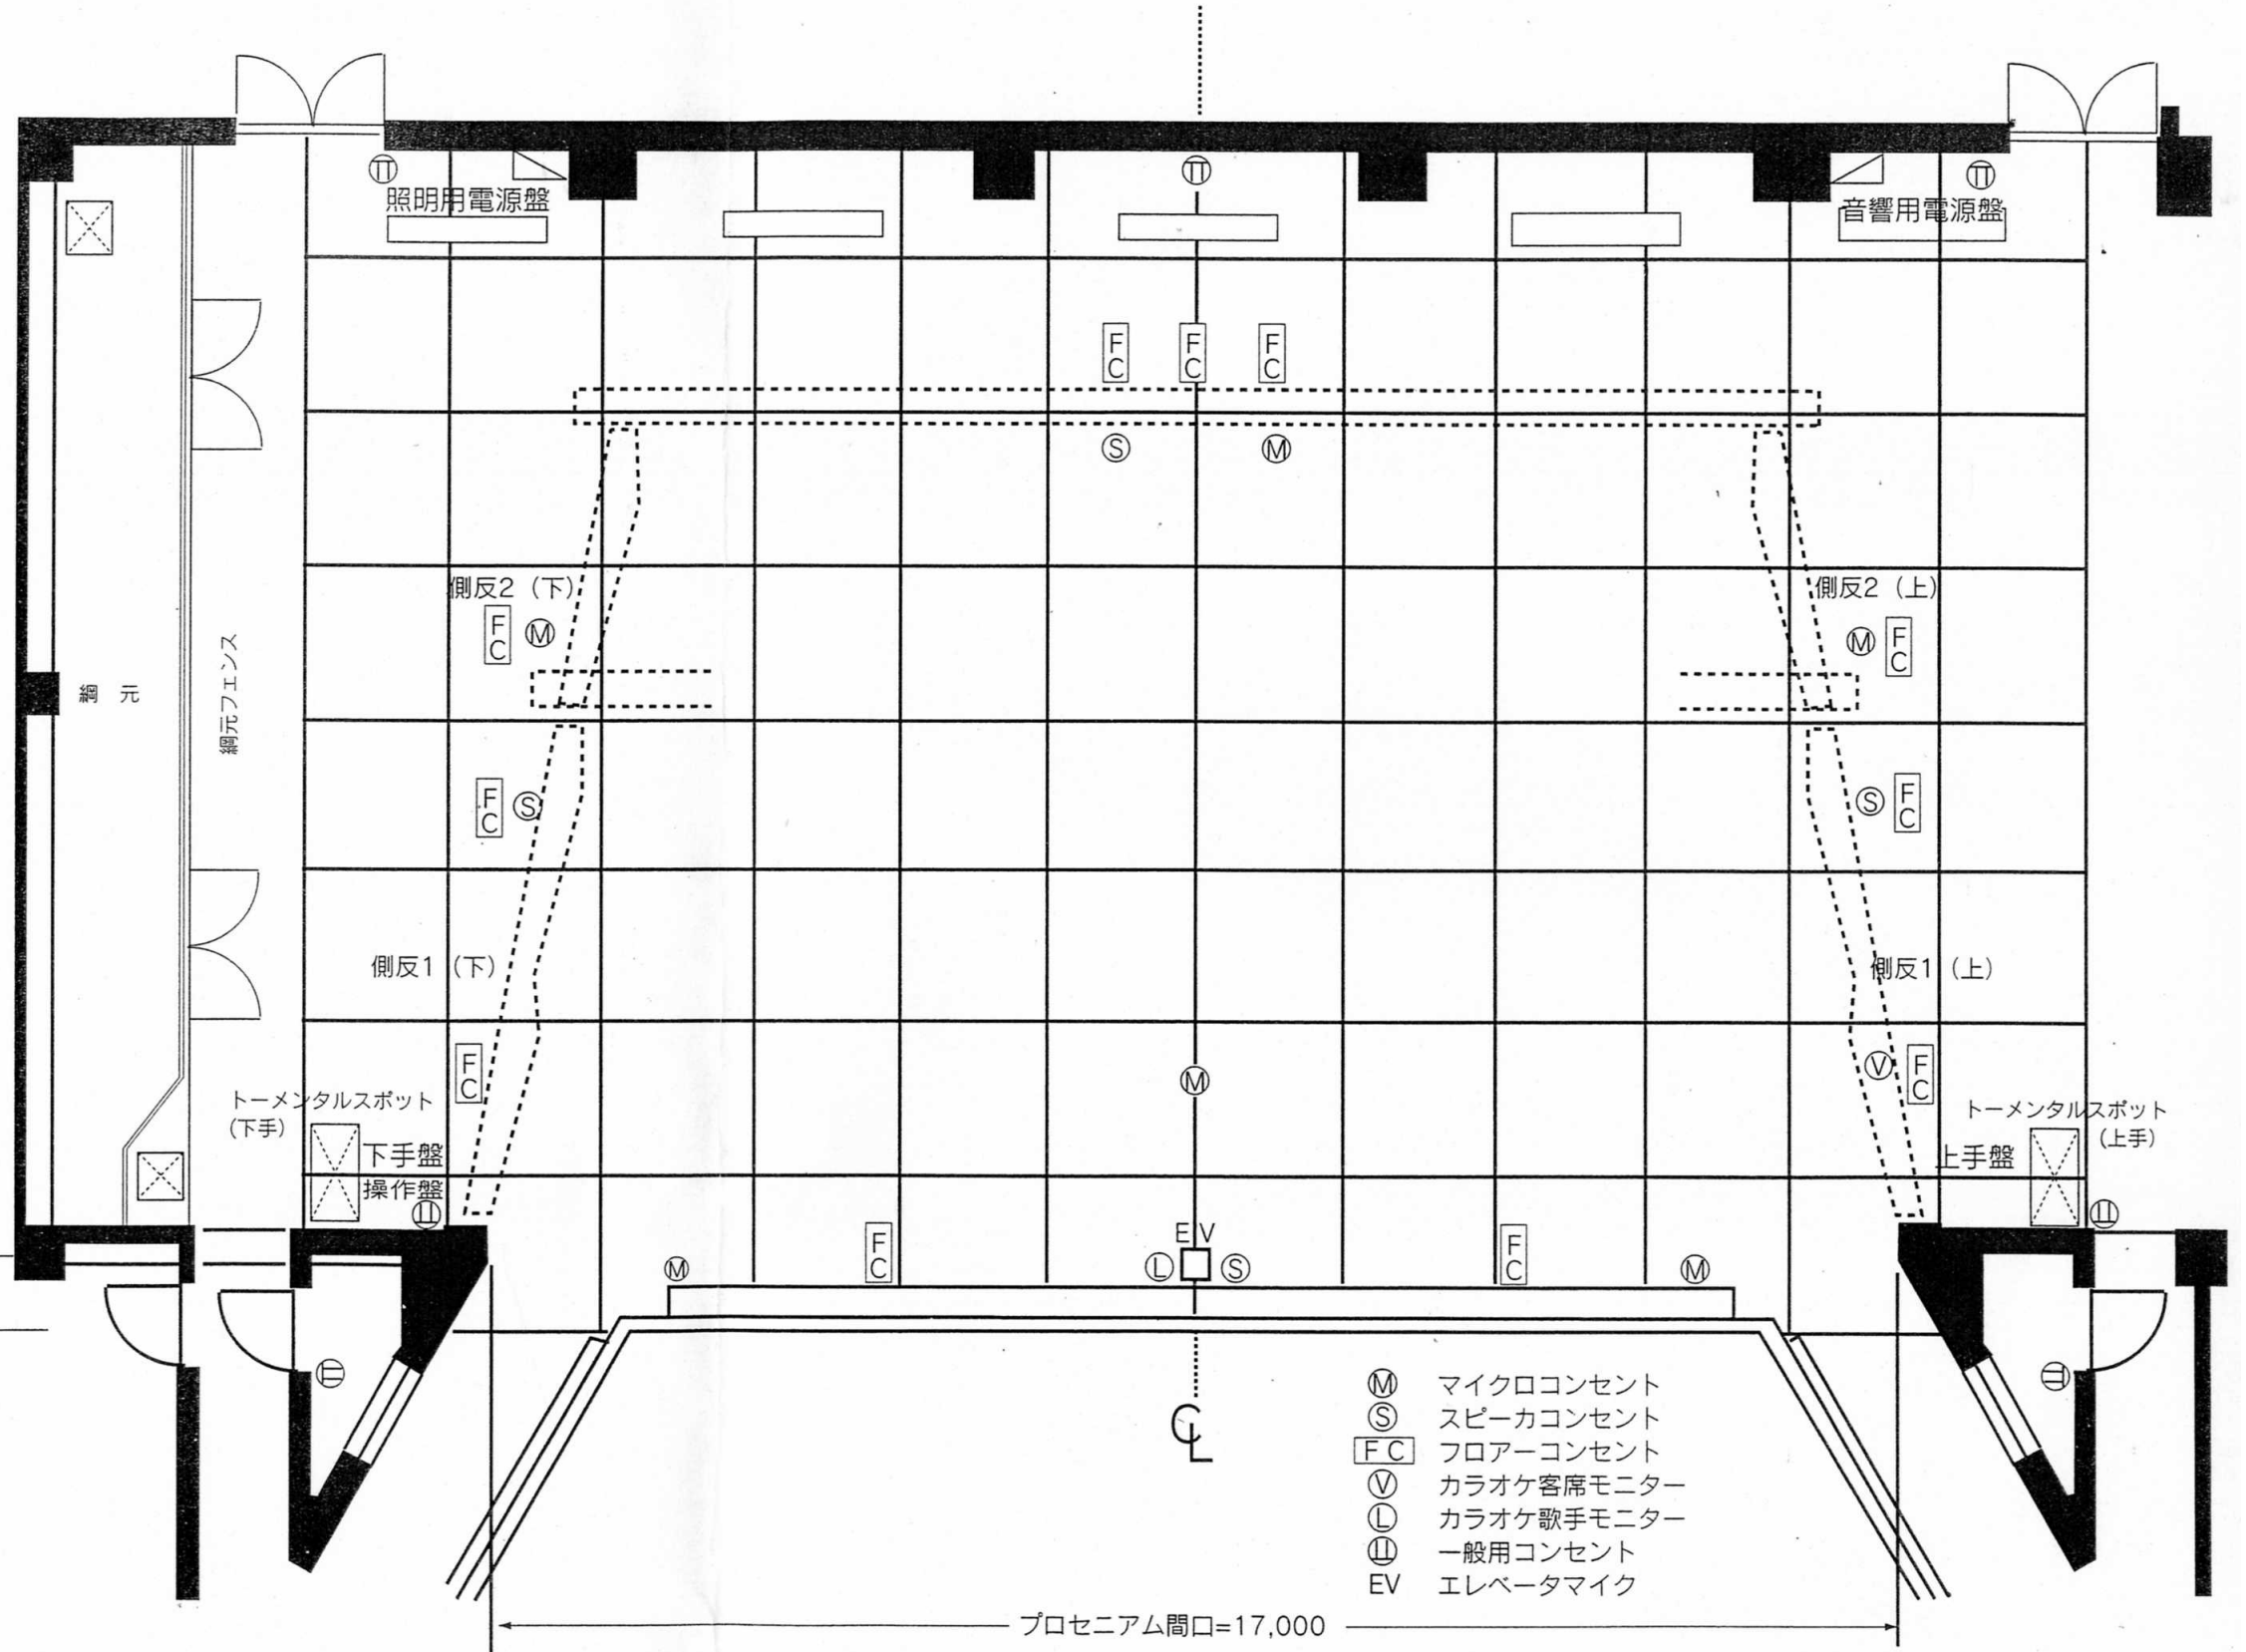 照明用電源盤
音響用電源盤
FC
FC
FC
S
M
側反2（下）
側反2（上）
FC
M
M
FC
綱 元
綱元フェンス
FC
S
S
FC
側反1（下）
側反1（上）
FC
M
V
FC
トーメンタルスポット
（下手）
トーメンタルスポット
（上手）
下手盤
操作盤
上手盤
EV
M
FC
L
S
FC
M
CL
M マイクロコンセント
S スピーカコンセント
FC フロアーコンセント
V カラオケ客席モニター
L カラオケ歌手モニター
一般用コンセント
EV エレベータマイク
プロセニアム間口=17,000